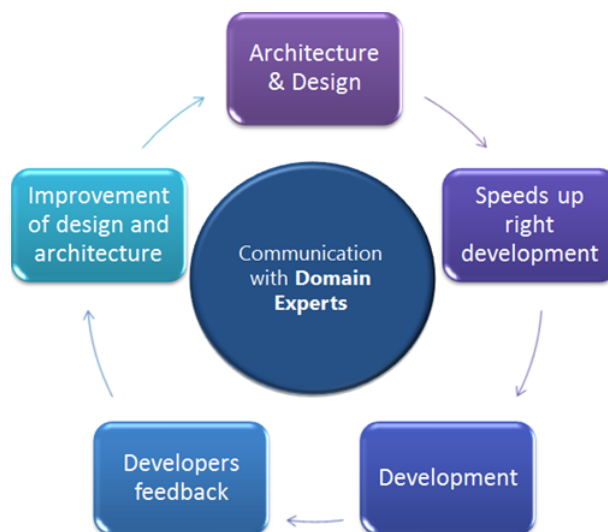 Architecture
& Design
Speeds up
right
development
Development
Developers
feedback
Improvement
of design and
architecture
Communication
with Domain
Experts